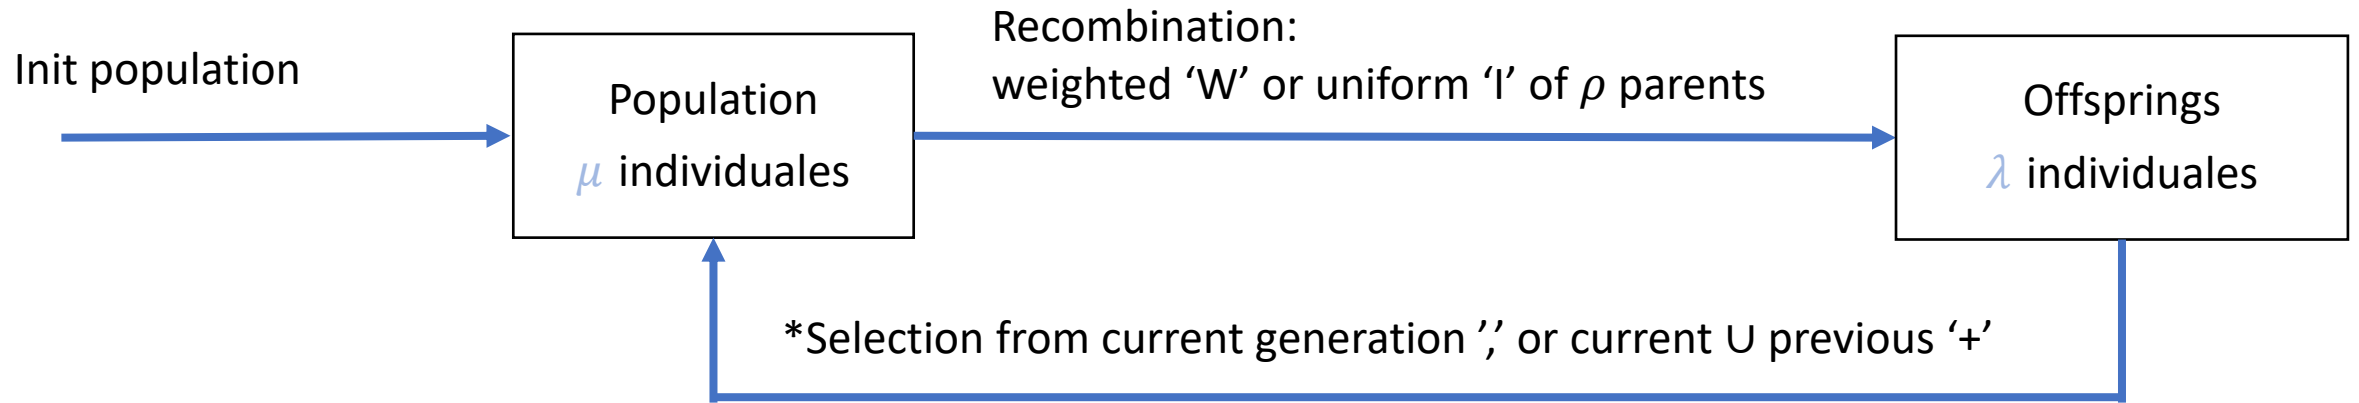 Init population
Population
μ individuales
Recombination:
weighted ‘W’ or uniform ‘I’ of ρ parents
Offsprings
λ individuales
*Selection from current generation ’,’ or current ∪ previous ‘+’